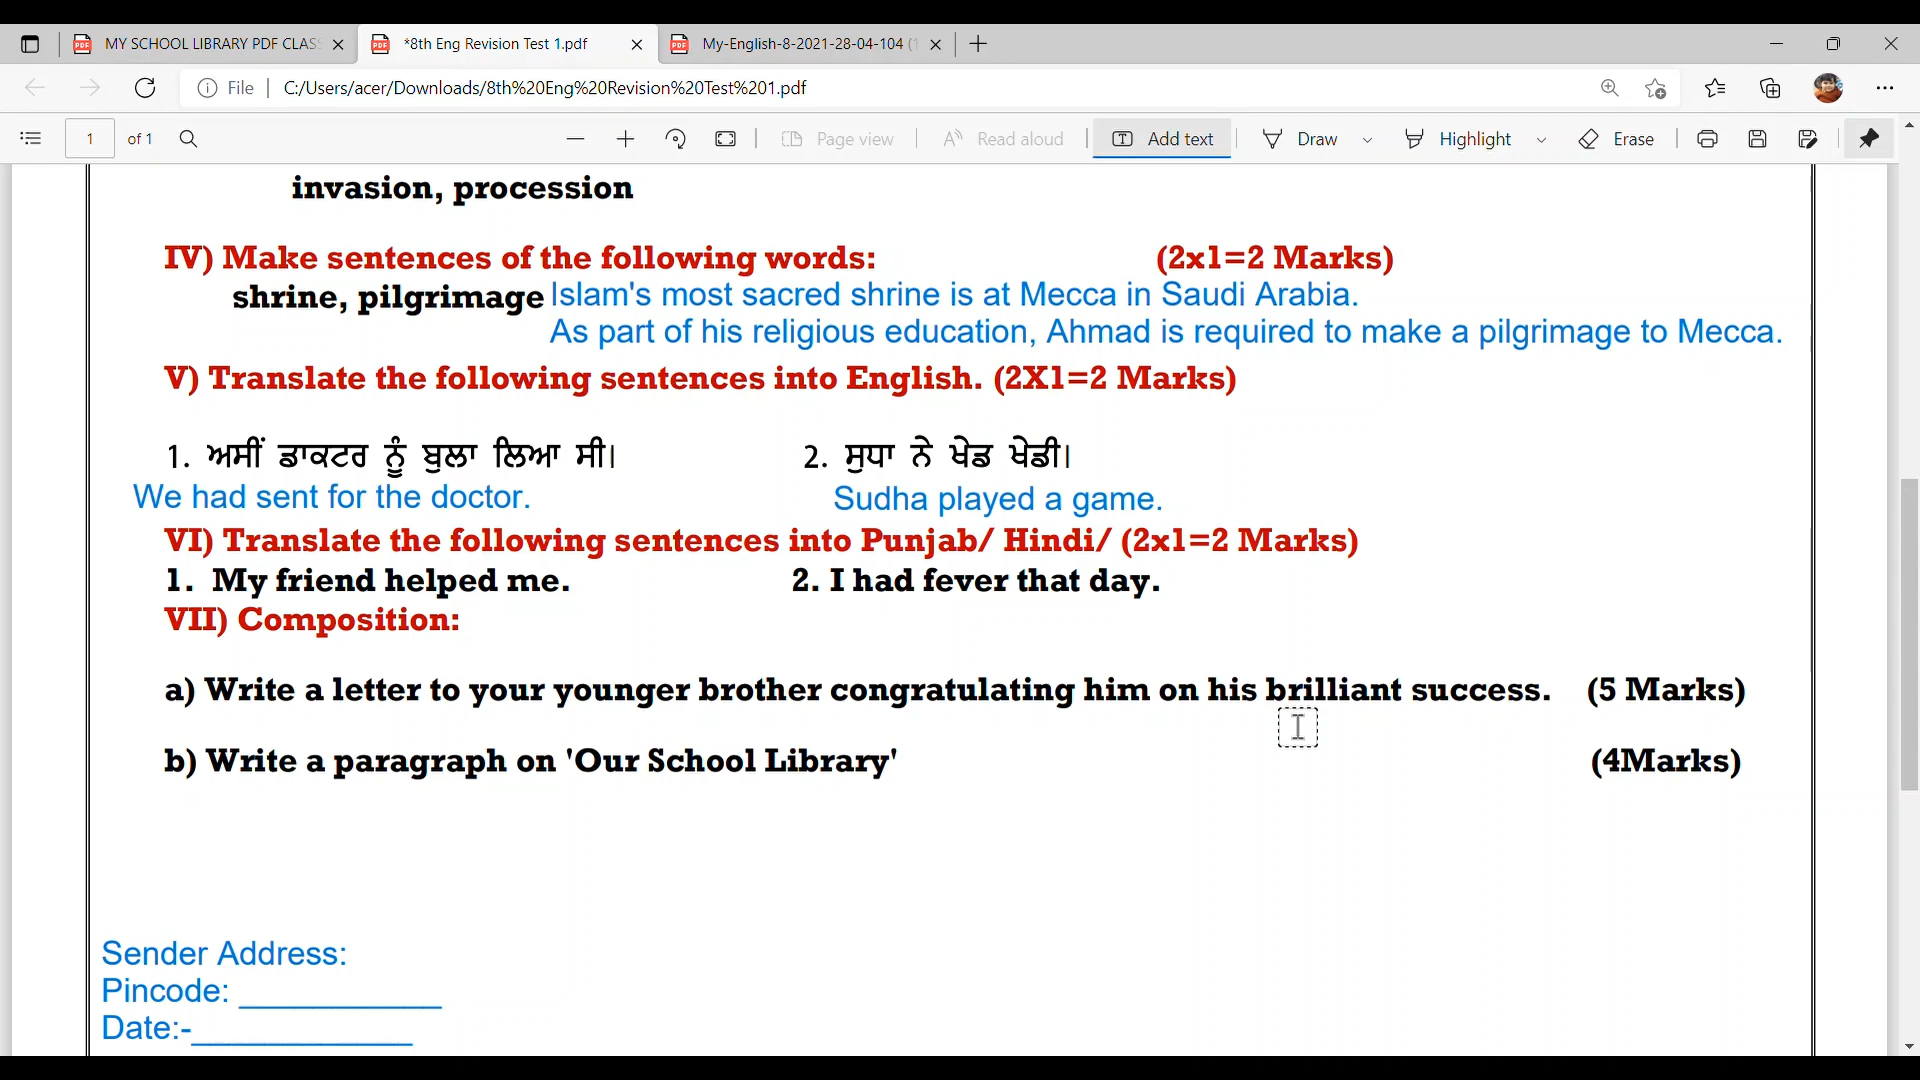 MY SCHOOL LIBRARY PDF CLAS
*8th Eng Revision Test 1.pdf
My-English-8-2021-28-04-104 (1
File C:/Users/acer/Downloads/8th%20Eng%20Revision%20Test%201.pdf
1 of 1 Page view Read aloud Add text Draw Highlight Erase
invasion, procession
IV) Make sentences of the following words: (2x1=2 Marks)
shrine, pilgrimage Islam's most sacred shrine is at Mecca in Saudi Arabia.
As part of his religious education, Ahmad is required to make a pilgrimage to Mecca.
V) Translate the following sentences into English. (2X1=2 Marks)
1. ਅਸੀਂ ਡਾਕਟਰ ਨੂੰ ਬੁਲਾ ਲਿਆ ਸੀ। 2. ਸੁਧਾ ਨੇ ਖੇਡ ਖੇਡੀ।
We had sent for the doctor. Sudha played a game.
VI) Translate the following sentences into Punjab/ Hindi/ (2x1=2 Marks)
1. My friend helped me. 2. I had fever that day.
VII) Composition:
a) Write a letter to your younger brother congratulating him on his brilliant success. (5 Marks)
b) Write a paragraph on 'Our School Library' (4Marks)
Sender Address:
Pincode: ___________
Date:-____________